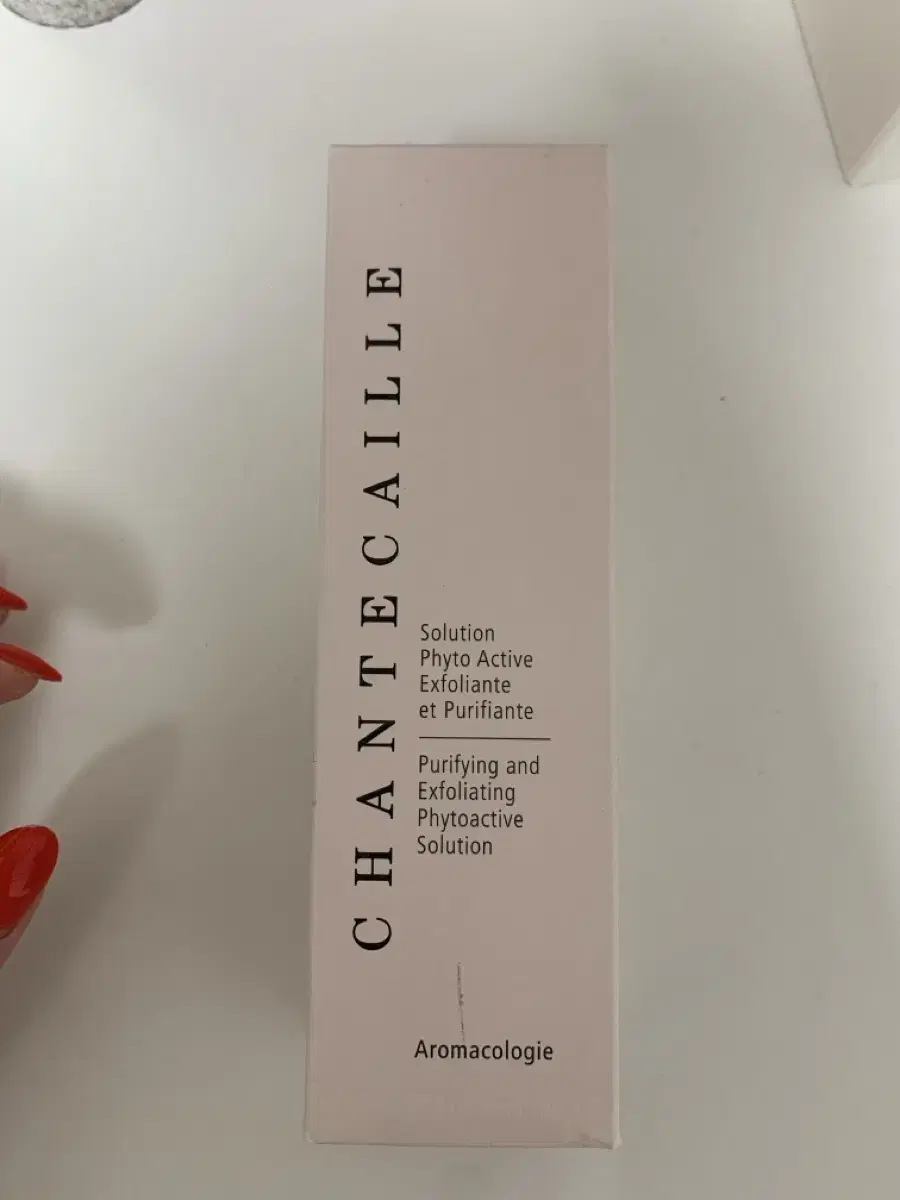 CHANTECAILLE
Solution
Phyto Active
Exfoliante
et Purifiante
Purifying and
Exfoliating
Phytoactive
Solution
Aromacologie